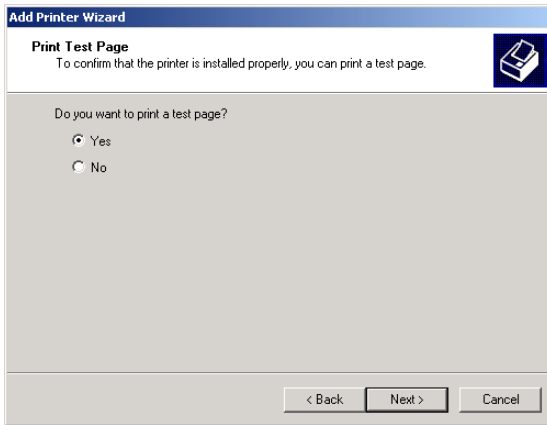 Add Printer Wizard
Print Test Page
To confirm that the printer is installed properly, you can print a test page.
Do you want to print a test page?
Yes
No
< Back Next > Cancel